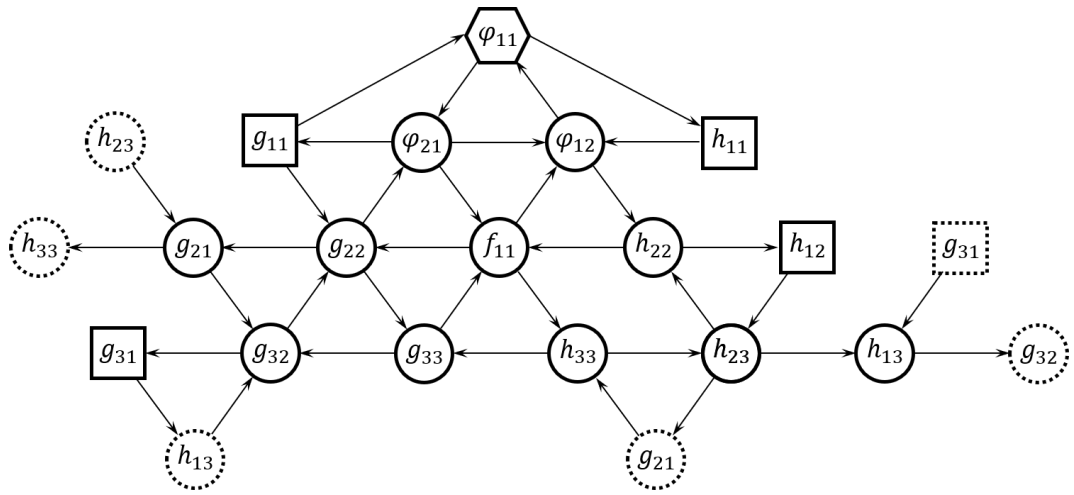 φ₁₁
h₂₃ g₁₁ φ₂₁ φ₁₂ h₁₁
h₃₃ g₂₁ g₂₂ f₁₁ h₂₂ h₁₂ g₃₁
g₃₁ g₃₂ g₃₃ h₃₃ h₂₃ h₁₃ g₃₂
h₁₃ g₂₁